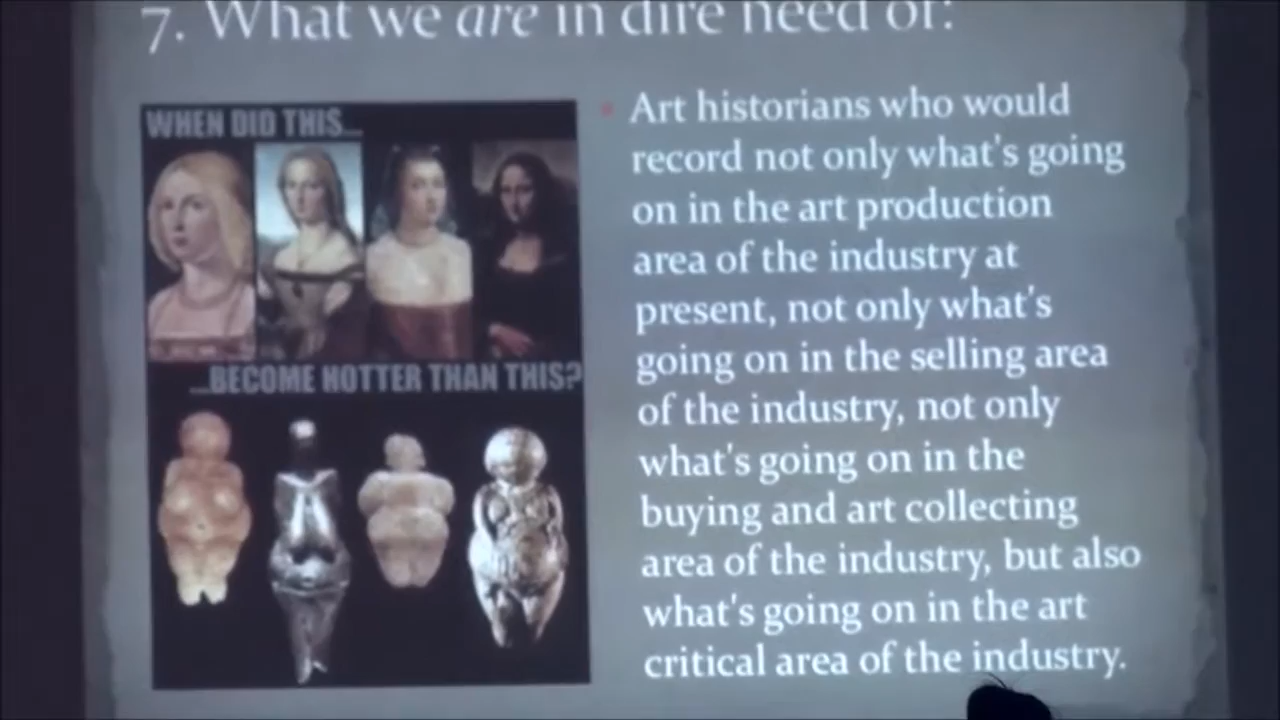 7. What we are in dire need of:
WHEN DID THIS...
...BECOME HOTTER THAN THIS?
Art historians who would
record not only what's going
on in the art production
area of the industry at
present, not only what's
going on in the selling area
of the industry, not only
what's going on in the
buying and art collecting
area of the industry, but also
what's going on in the art
critical area of the industry.